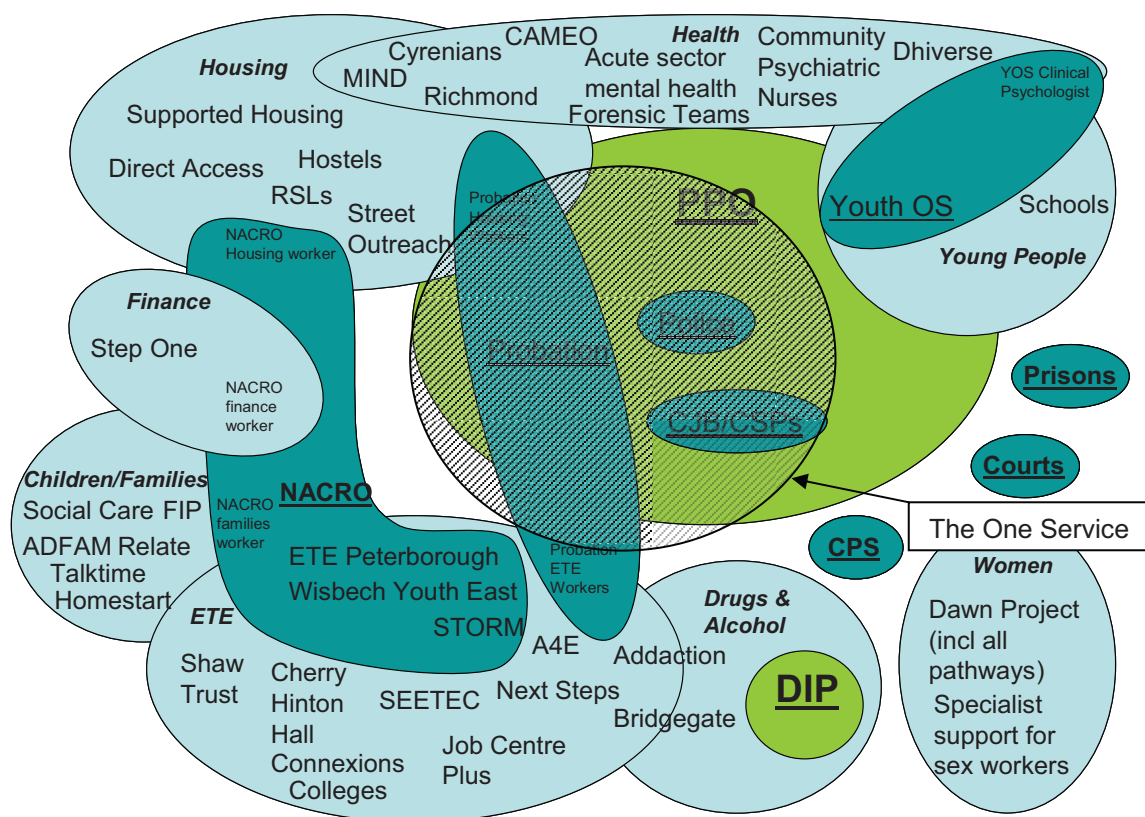 Housing
Supported Housing
Direct Access
Hostels
RSLs
Street
Outreach
Cyrenians
CAMEO
MIND
Richmond
Health
Acute sector
mental health
Forensic Teams
Community
Psychiatric
Nurses
Dhiverse
YOS Clinical
Psychologist
Youth OS
Schools
Young People
PPO
Probation
Housing
Workers
Probation
Police
CJB/CSPs
NACRO
Housing worker
Finance
Step One
NACRO
finance
worker
Children/Families
Social Care FIP
ADFAM Relate
Talktime
Homestart
NACRO
families
worker
NACRO
ETE Peterborough
Wisbech Youth East
STORM
Probation
ETE
Workers
ETE
Shaw
Trust
Cherry
Hinton
Hall
Connexions
Colleges
SEETEC
A4E
Next Steps
Job Centre
Plus
Drugs &
Alcohol
Addaction
Bridgegate
DIP
Prisons
Courts
CPS
The One Service
Women
Dawn Project
(incl all
pathways)
Specialist
support for
sex workers